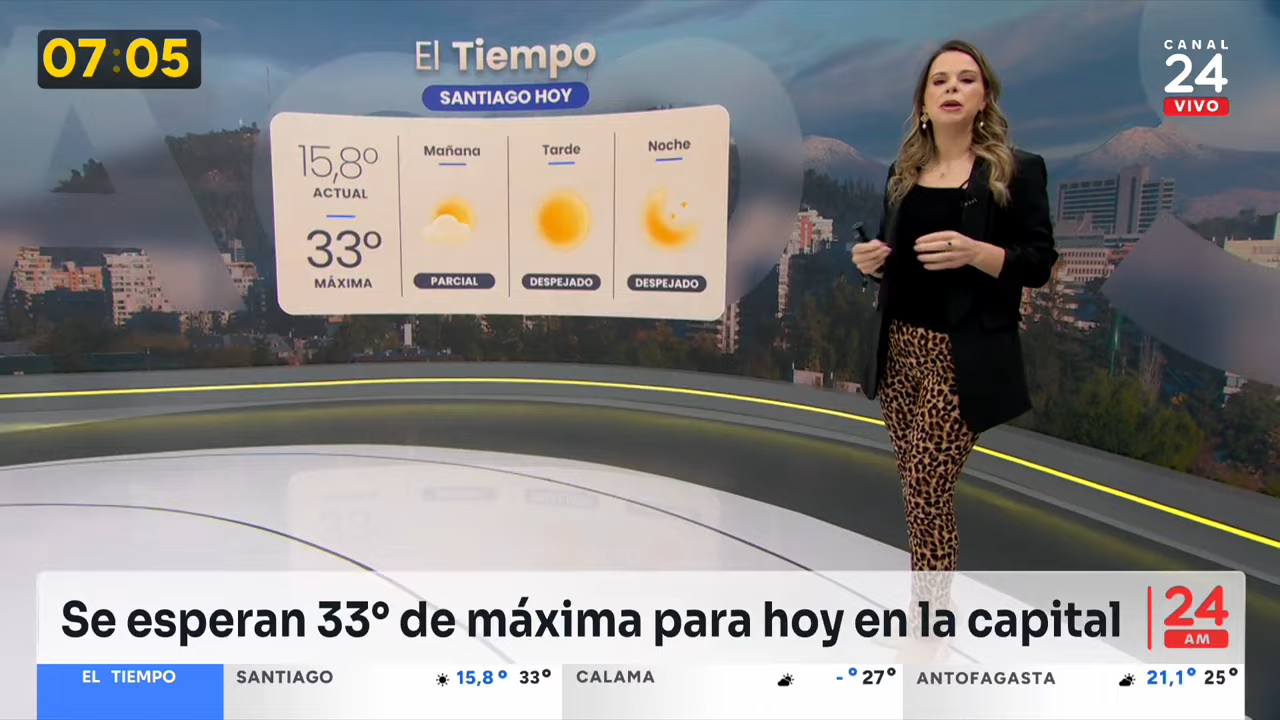 07:05
El Tiempo
SANTIAGO HOY
15,8º
ACTUAL
33º
MÁXIMA
Mañana
PARCIAL
Tarde
DESPEJADO
Noche
DESPEJADO
CANAL
24
VIVO
Se esperan 33º de máxima para hoy en la capital
24
AM
EL TIEMPO
SANTIAGO 15,8º 33º
CALAMA -º 27º
ANTOFAGASTA 21,1º 25º